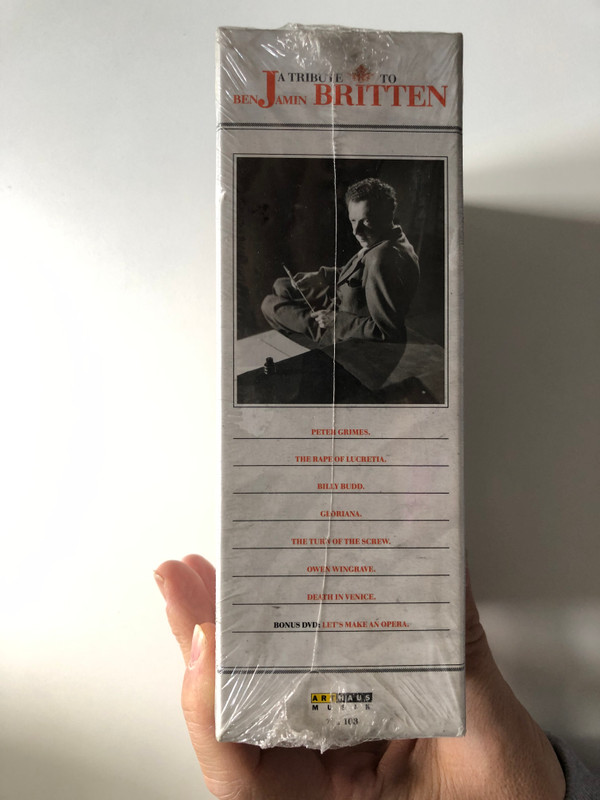 A TRIBUTE TO
BENJAMIN BRITTEN
PETER GRIMES.
THE RAPE OF LUCRETIA.
BILLY BUDD.
GLORIANA.
THE TURN OF THE SCREW.
OWEN WINGRAVE.
DEATH IN VENICE.
BONUS DVD: LET'S MAKE AN OPERA.
ARTHAUS
MUSIK
163